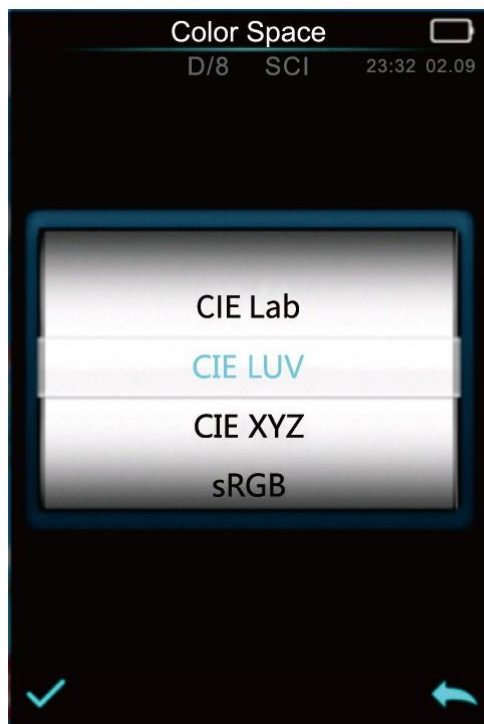 Color Space
D/8 SCI 23:32 02.09
CIE Lab
CIE LUV
CIE XYZ
sRGB